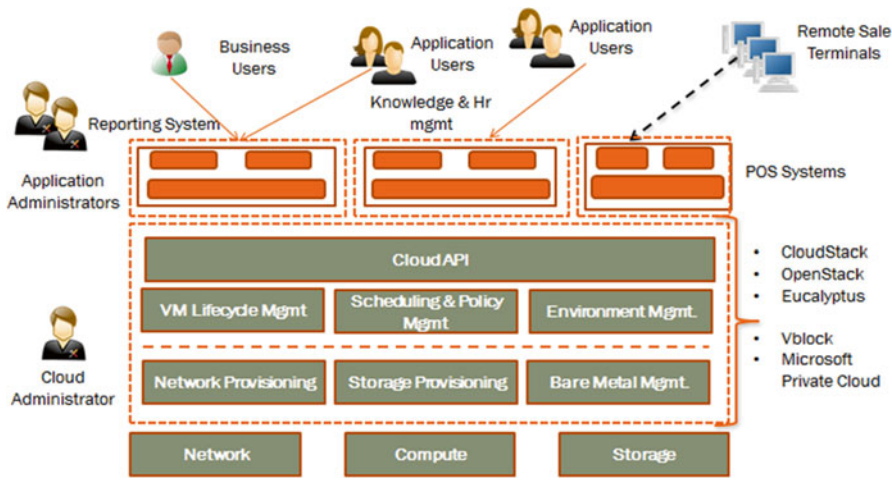 Business
Users
Application
Users
Application
Users
Remote Sale
Terminals
Knowledge & Hr
mgmt
Reporting System
Application
Administrators
POS Systems
Cloud API
VM Lifecycle Mgmt
Scheduling & Policy
Mgmt
Environment Mgmt.
Network Provisioning
Storage Provisioning
Bare Metal Mgmt.
Cloud
Administrator
• CloudStack
• OpenStack
• Eucalyptus
• Vblock
• Microsoft
Private Cloud
Network
Compute
Storage